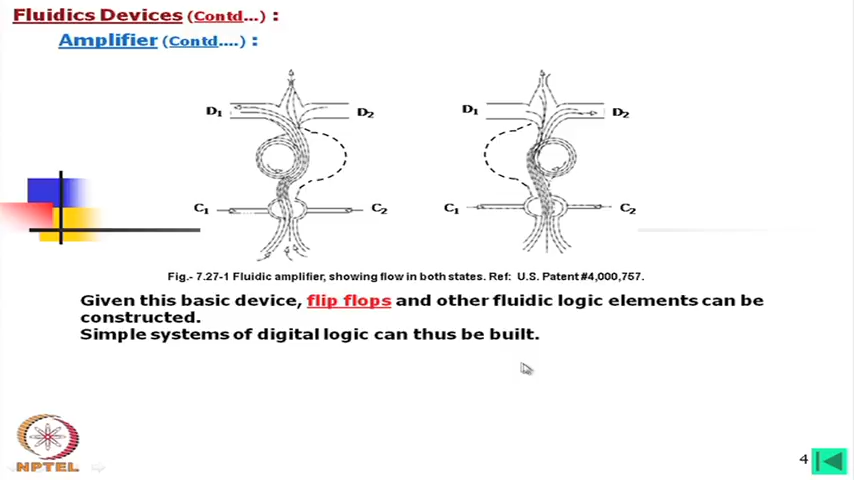 Fluidics Devices (Contd...) :
Amplifier (Contd....) :
D1 D2 D1 D2
C1 C2 C1 C2
Fig.- 7.27-1 Fluidic amplifier, showing flow in both states. Ref: U.S. Patent #4,000,757.
Given this basic device, flip flops and other fluidic logic elements can be
constructed.
Simple systems of digital logic can thus be built.
NPTEL
4